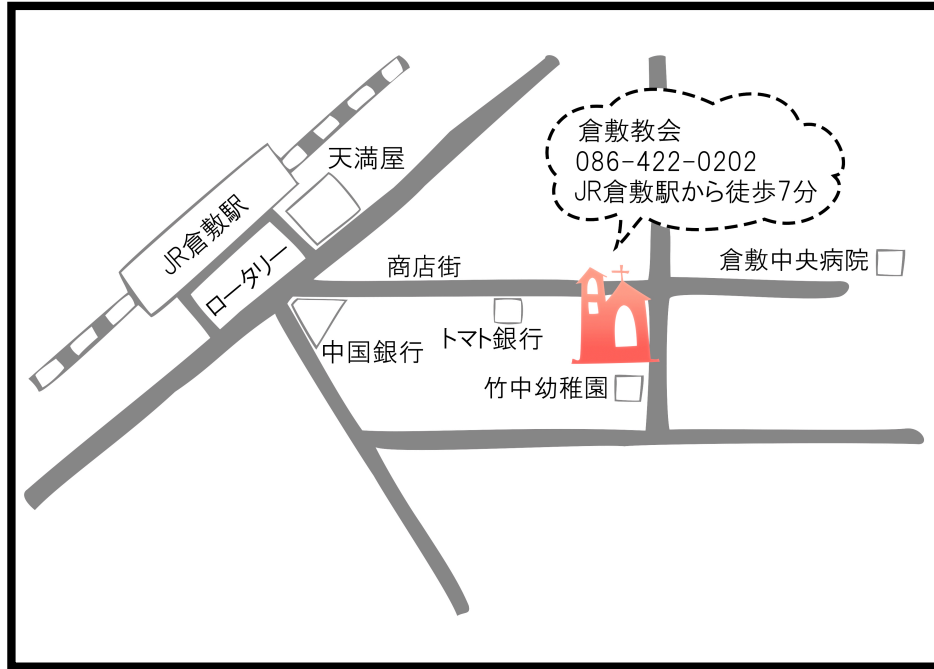 天満屋
JR倉敷駅
ロータリー
倉敷教会
086-422-0202
JR倉敷駅から徒歩7分
商店街
倉敷中央病院
中国銀行
トマト銀行
竹中幼稚園